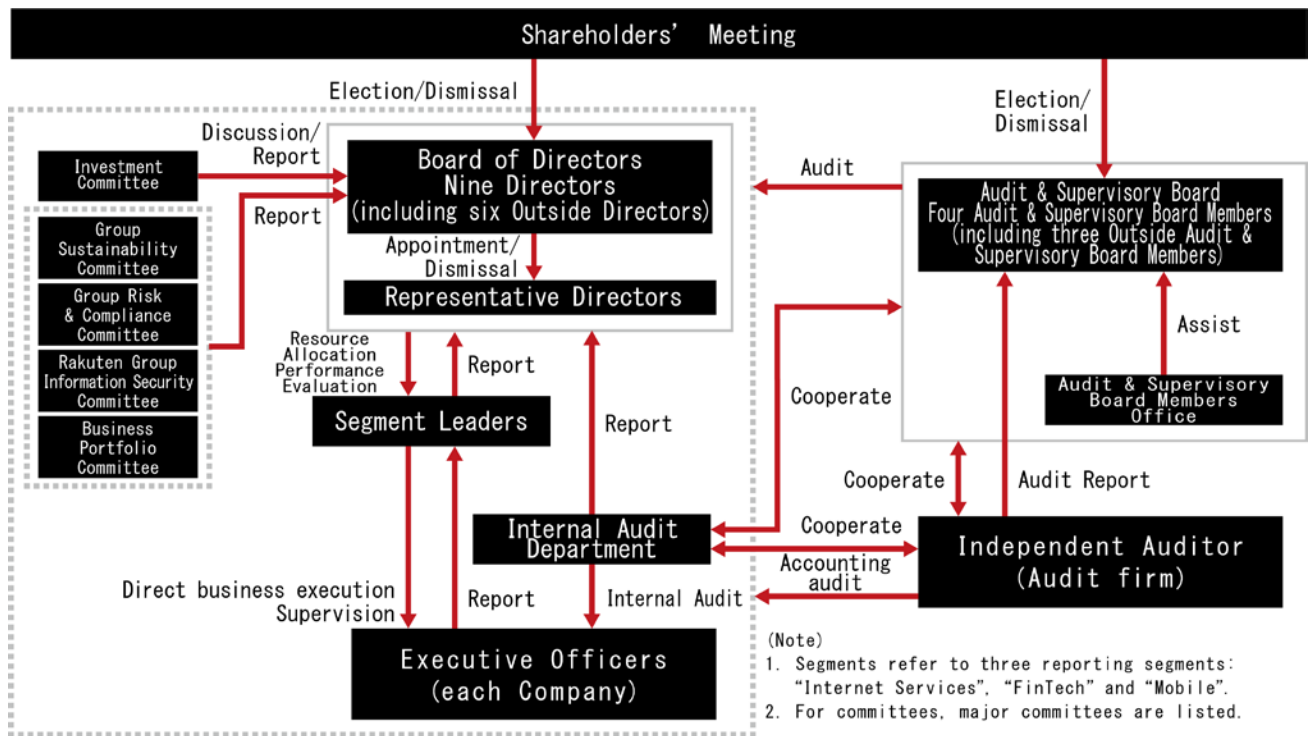 Shareholders’ Meeting
Election/Dismissal
Election/
Dismissal
Discussion/
Report
Investment
Committee
Report
Group
Sustainability
Committee
Group Risk
& Compliance
Committee
Rakuten Group
Information Security
Committee
Business
Portfolio
Committee
Board of Directors
Nine Directors
(including six Outside Directors)
Appointment/
Dismissal
Representative Directors
Audit
Audit & Supervisory Board
Four Audit & Supervisory Board Members
(including three Outside Audit &
Supervisory Board Members)
Assist
Audit & Supervisory
Board Members
Office
Resource
Allocation
Performance
Evaluation
Report
Segment Leaders
Report
Cooperate
Cooperate
Audit Report
Internal Audit
Department
Cooperate
Accounting
audit
Independent Auditor
(Audit firm)
Direct business execution
Supervision
Report
Internal Audit
Executive Officers
(each Company)
(Note)
1. Segments refer to three reporting segments:
“Internet Services”, “FinTech” and “Mobile”.
2. For committees, major committees are listed.